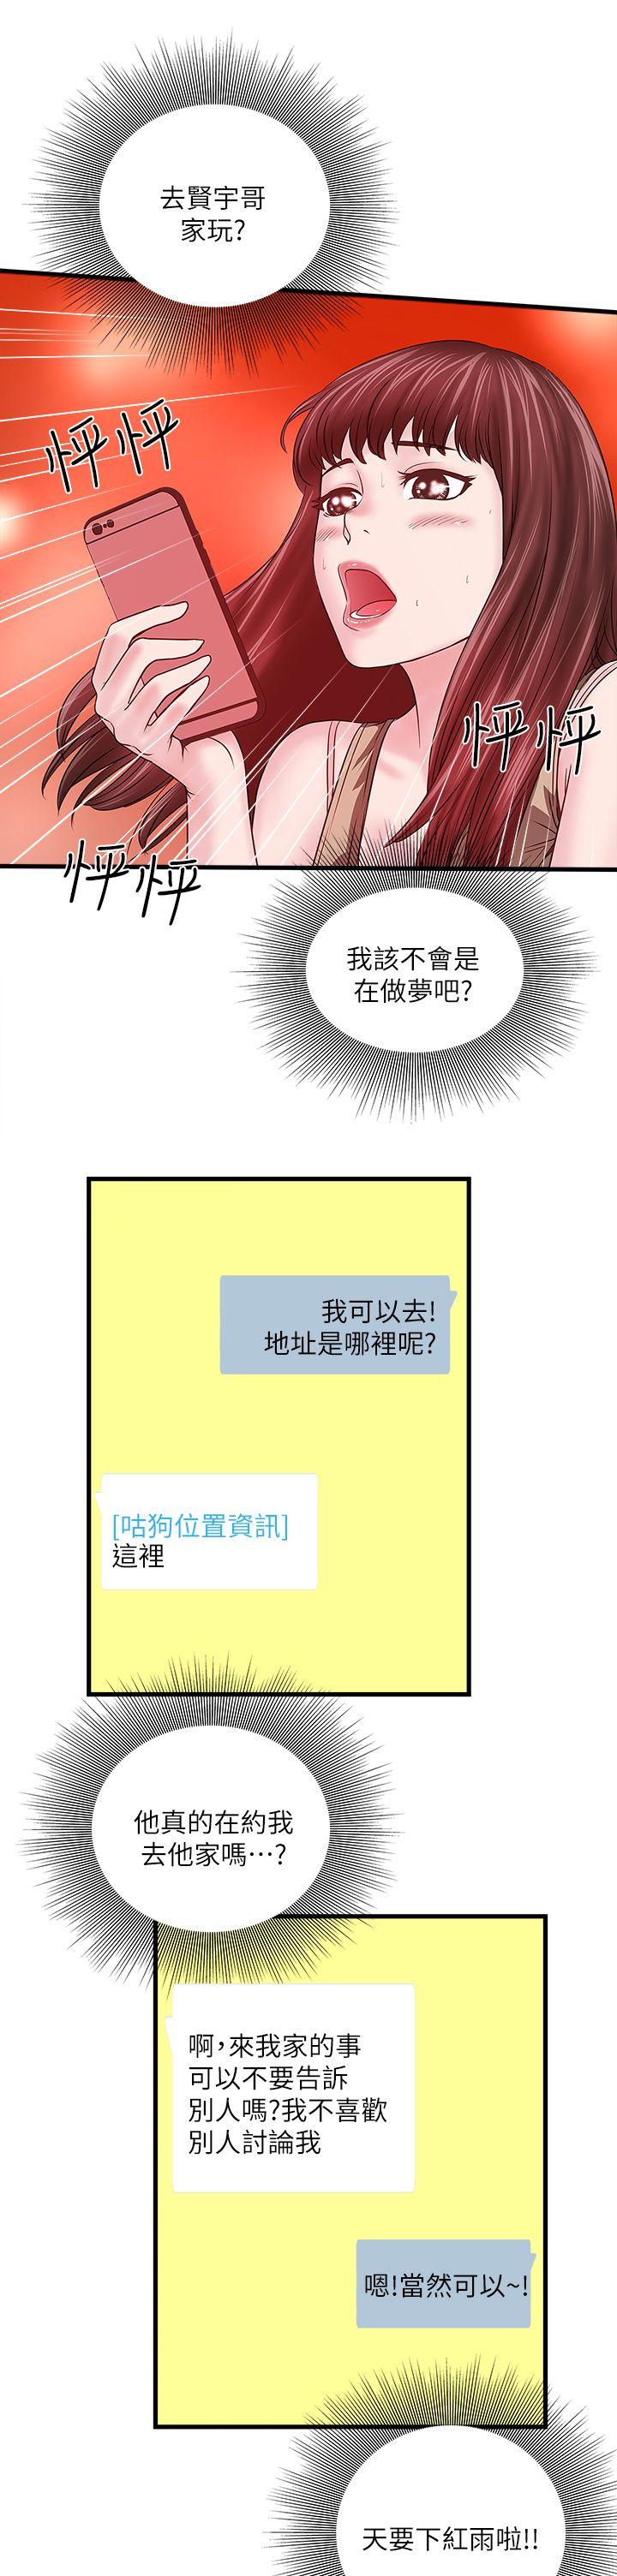 去賢宇哥
家玩?
怦怦
怦怦
怦怦
我該不會是
在做夢吧?
我可以去!
地址是哪裡呢?
[咕狗位置資訊]
這裡
他真的在約我
去他家嗎⋯?
啊,來我家的事
可以不要告訴
別人嗎?我不喜歡
別人討論我
嗯!當然可以~!
天要下紅雨啦!!